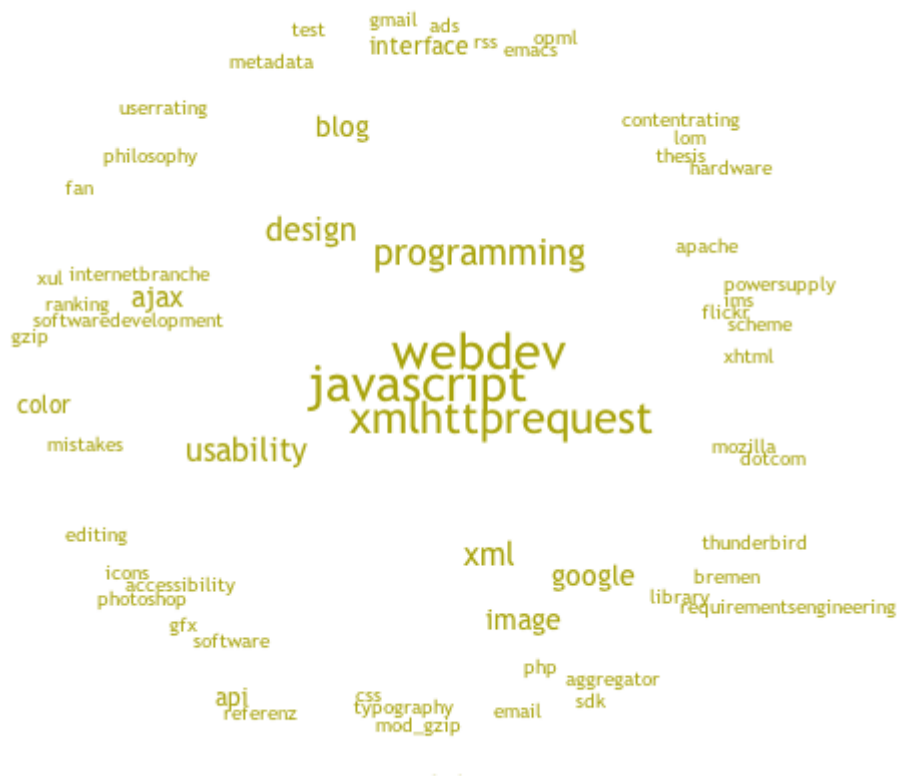 gmail
ads
test
opml
rss
interface
emacs
metadata
userrating
contentrating
blog
lom
philosophy
thesis
hardware
fan
design
apache
programming
internetbranche
xul
powersupply
ajax
ims
ranking
flickr
softwaredevelopment
scheme
gzip
webdev
xhtml
javascript
color
xmlhttprequest
mistakes
mozilla
usability
dotcom
editing
thunderbird
xml
icons
google
bremen
accessibility
library
photoshop
requirementsengineering
image
gfx
software
php
aggregator
css
api
sdk
typography
email
referenz
mod_gzip